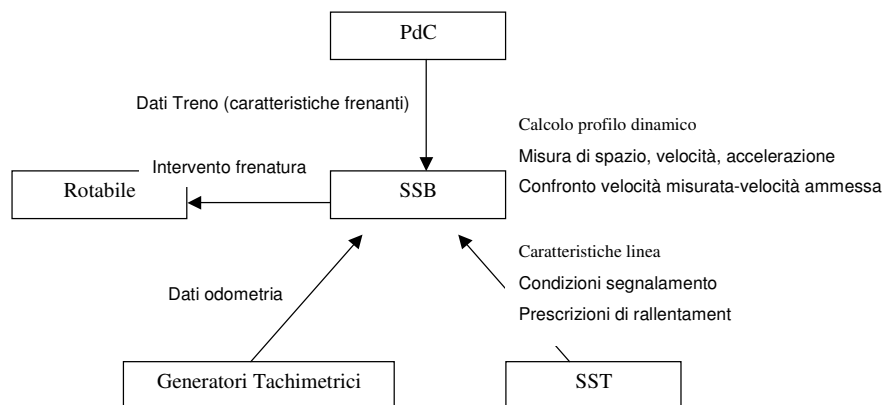 PdC
Dati Treno (caratteristiche frenanti)
Calcolo profilo dinamico
Misura di spazio, velocità, accelerazione
Confronto velocità misurata-velocità ammessa
Intervento frenatura
Rotabile
SSB
Caratteristiche linea
Condizioni segnalamento
Prescrizioni di rallentament
Dati odometria
Generatori Tachimetrici
SST